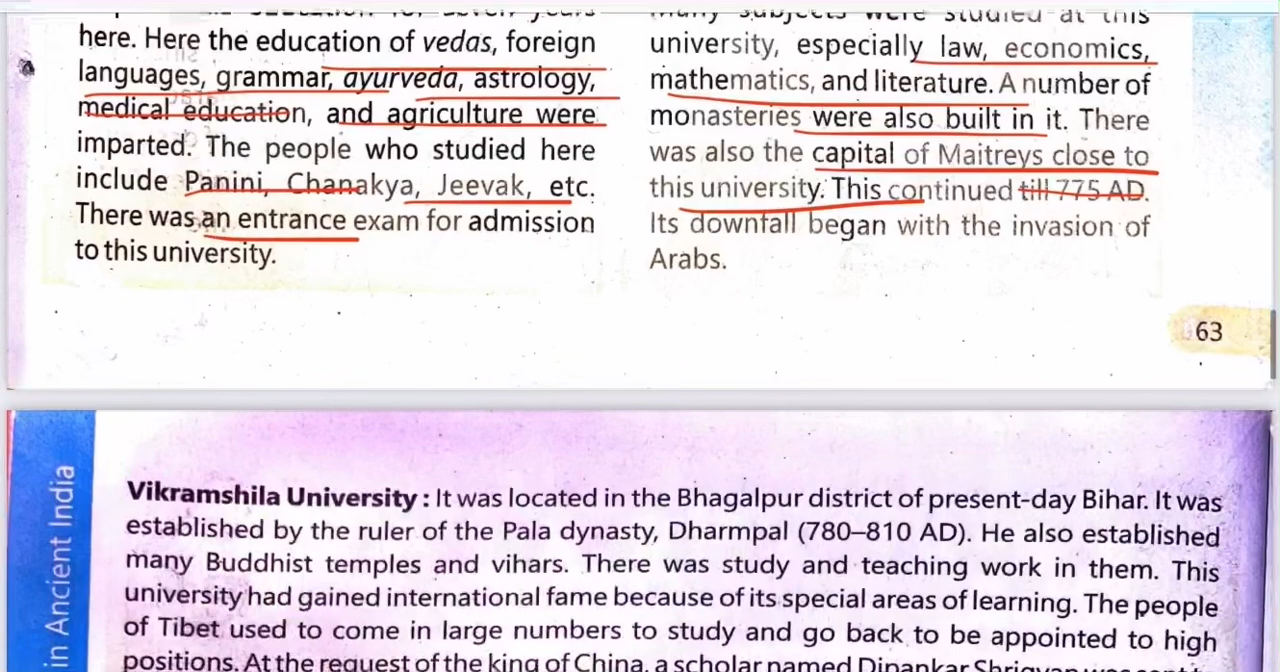 here. Here the education of vedas, foreign
languages, grammar, ayurveda, astrology,
medical education, and agriculture were
imparted. The people who studied here
include Panini, Chanakya, Jeevak, etc.
There was an entrance exam for admission
to this university.
Many subjects were studied at this
university, especially law, economics,
mathematics, and literature. A number of
monasteries were also built in it. There
was also the capital of Maitreys close to
this university. This continued till 775 AD.
Its downfall began with the invasion of
Arabs.
63
in Ancient India
Vikramshila University : It was located in the Bhagalpur district of present-day Bihar. It was
established by the ruler of the Pala dynasty, Dharmpal (780–810 AD). He also established
many Buddhist temples and vihars. There was study and teaching work in them. This
university had gained international fame because of its special areas of learning. The people
of Tibet used to come in large numbers to study and go back to be appointed to high
positions. At the request of the king of China, a scholar named Dipankar